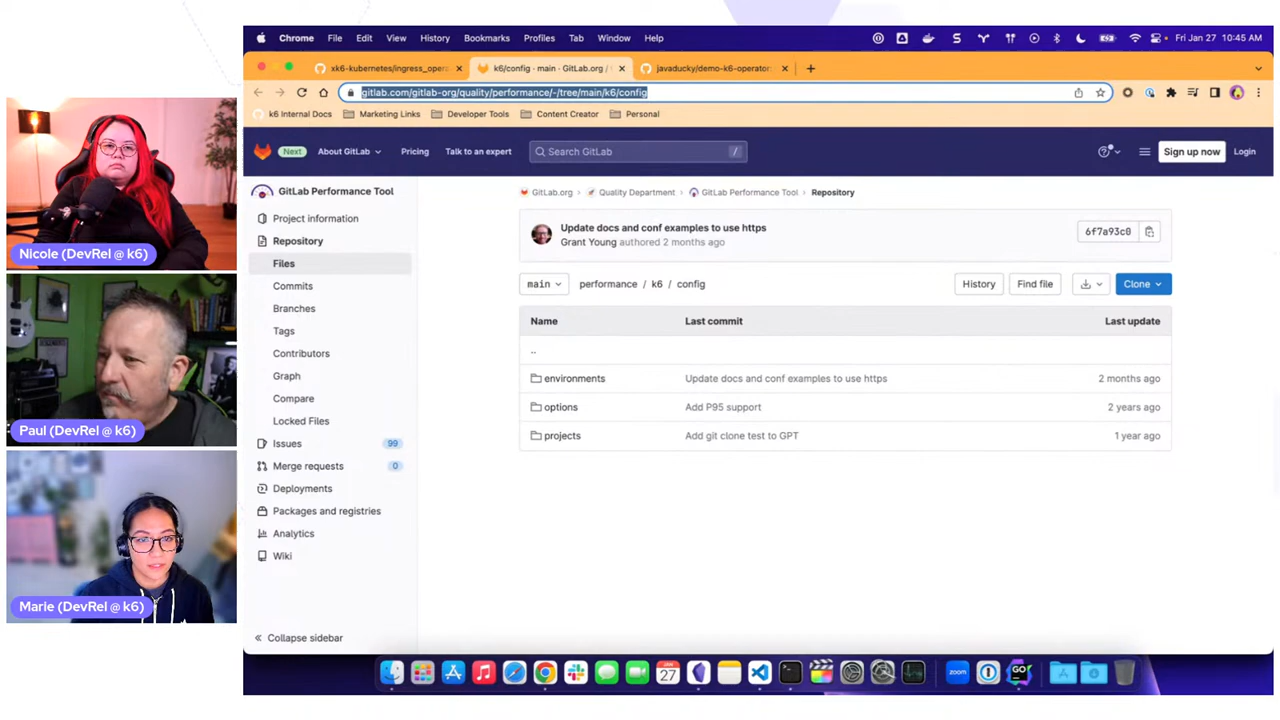 Chrome File Edit View History Bookmarks Profiles Tab Window Help
Fri Jan 27 10:45 AM
xk6-kubernetes/ingress_oper
k6/config · main · GitLab.org /
javaducky/demo-k6-operator:
gitlab.com/gitlab-org/quality/performance/-/tree/main/k6/config
k6 Internal Docs Marketing Links Developer Tools Content Creator Personal
Next About GitLab Pricing Talk to an expert Search GitLab / Sign up now Login
GitLab Performance Tool
Project information
Repository
Files
Commits
Branches
Tags
Contributors
Graph
Compare
Locked Files
Issues 99
Merge requests 0
Deployments
Packages and registries
Analytics
Wiki
Collapse sidebar
GitLab.org > Quality Department > GitLab Performance Tool > Repository
Update docs and conf examples to use https
Grant Young authored 2 months ago
6f7a93c0
main performance / k6 / config History Find file Clone
Name Last commit Last update
..
environments Update docs and conf examples to use https 2 months ago
options Add P95 support 2 years ago
projects Add git clone test to GPT 1 year ago
Nicole (DevRel @ k6)
Paul (DevRel @ k6)
Marie (DevRel @ k6)
27
zoom
GO